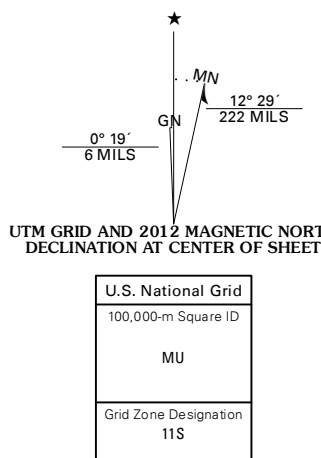 ★
MN
GN
12° 29´
222 MILS
0° 19´
6 MILS
UTM GRID AND 2012 MAGNETIC NORT
DECLINATION AT CENTER OF SHEET
U.S. National Grid
100,000-m Square ID
MU
Grid Zone Designation
11S